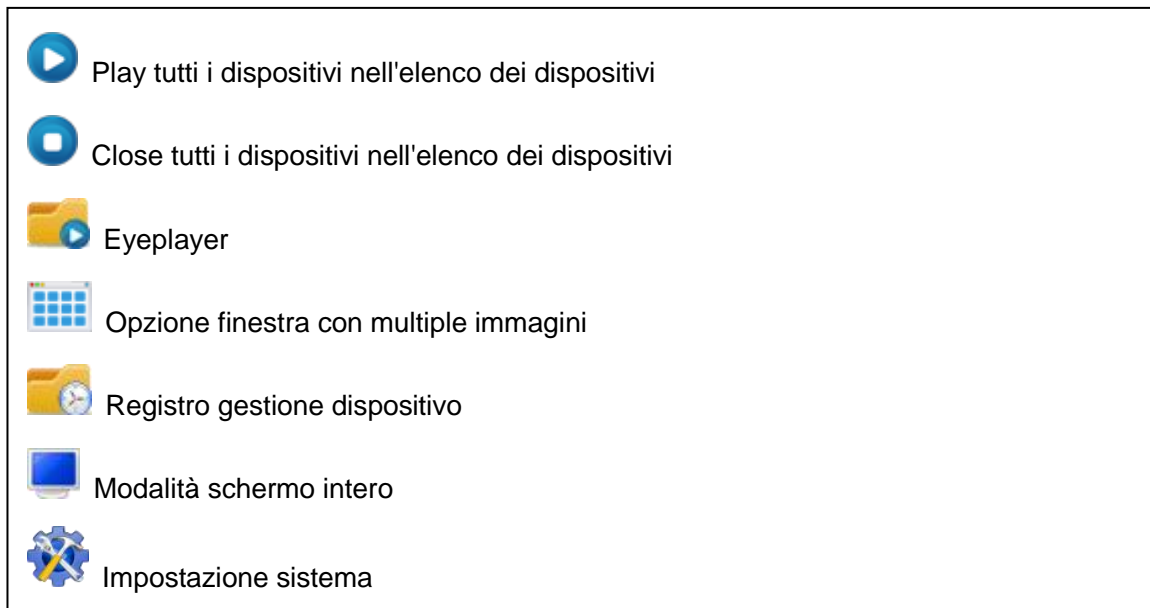 Play tutti i dispositivi nell'elenco dei dispositivi
Close tutti i dispositivi nell'elenco dei dispositivi
Eyeplayer
Opzione finestra con multiple immagini
Registro gestione dispositivo
Modalità schermo intero
Impostazione sistema